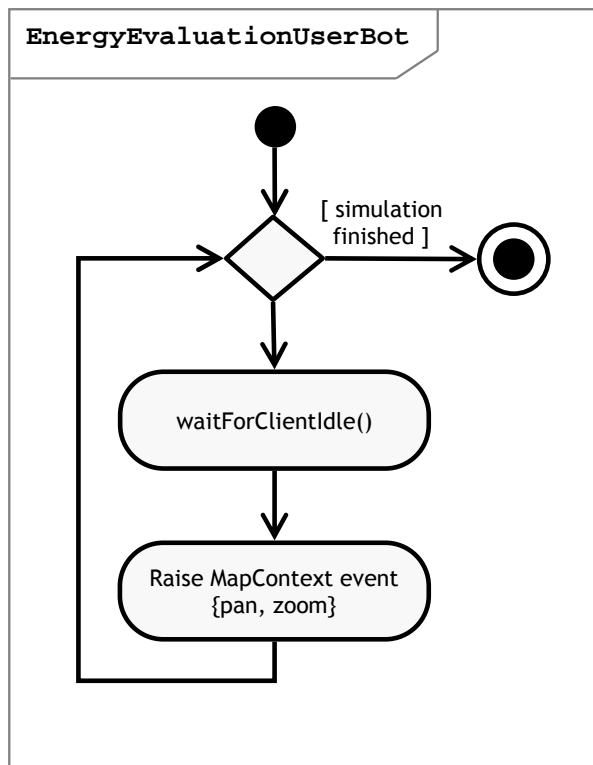 EnergyEvaluationUserBot
[ simulation
finished ]
waitForClientIdle()
Raise MapContext event
{pan, zoom}